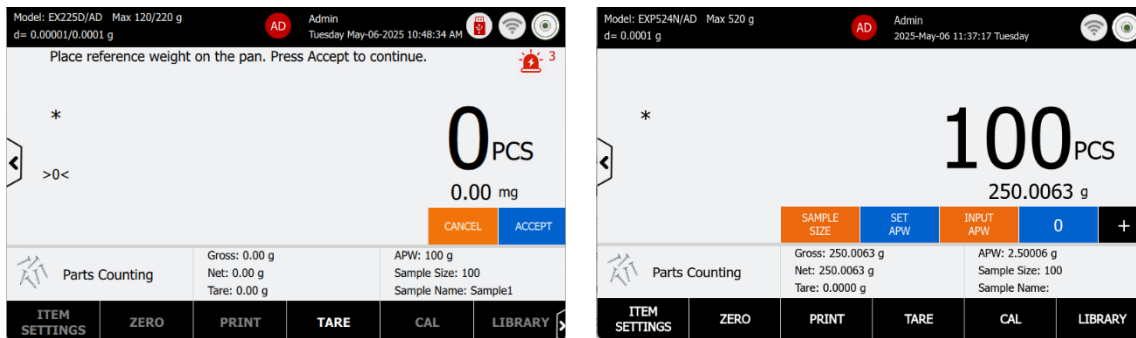 Model: EX225D/AD Max 120/220 g
d= 0.00001/0.0001 g
AD
Admin
Tuesday May-06-2025 10:48:34 AM
Place reference weight on the pan. Press Accept to continue.
3
*
0 PCS
>0<
0.00 mg
CANCEL
ACCEPT
Parts Counting
Gross: 0.00 g
Net: 0.00 g
Tare: 0.00 g
APW: 100 g
Sample Size: 100
Sample Name: Sample1
ITEM
SETTINGS
ZERO
PRINT
TARE
CAL
LIBRARY
Model: EXP524N/AD Max 520 g
d= 0.0001 g
AD
Admin
2025-May-06 11:37:17 Tuesday
*
100 PCS
250.0063 g
SAMPLE
SIZE
SET
APW
INPUT
APW
0
+
Parts Counting
Gross: 250.0063 g
Net: 250.0063 g
Tare: 0.0000 g
APW: 2.50006 g
Sample Size: 100
Sample Name:
ITEM
SETTINGS
ZERO
PRINT
TARE
CAL
LIBRARY